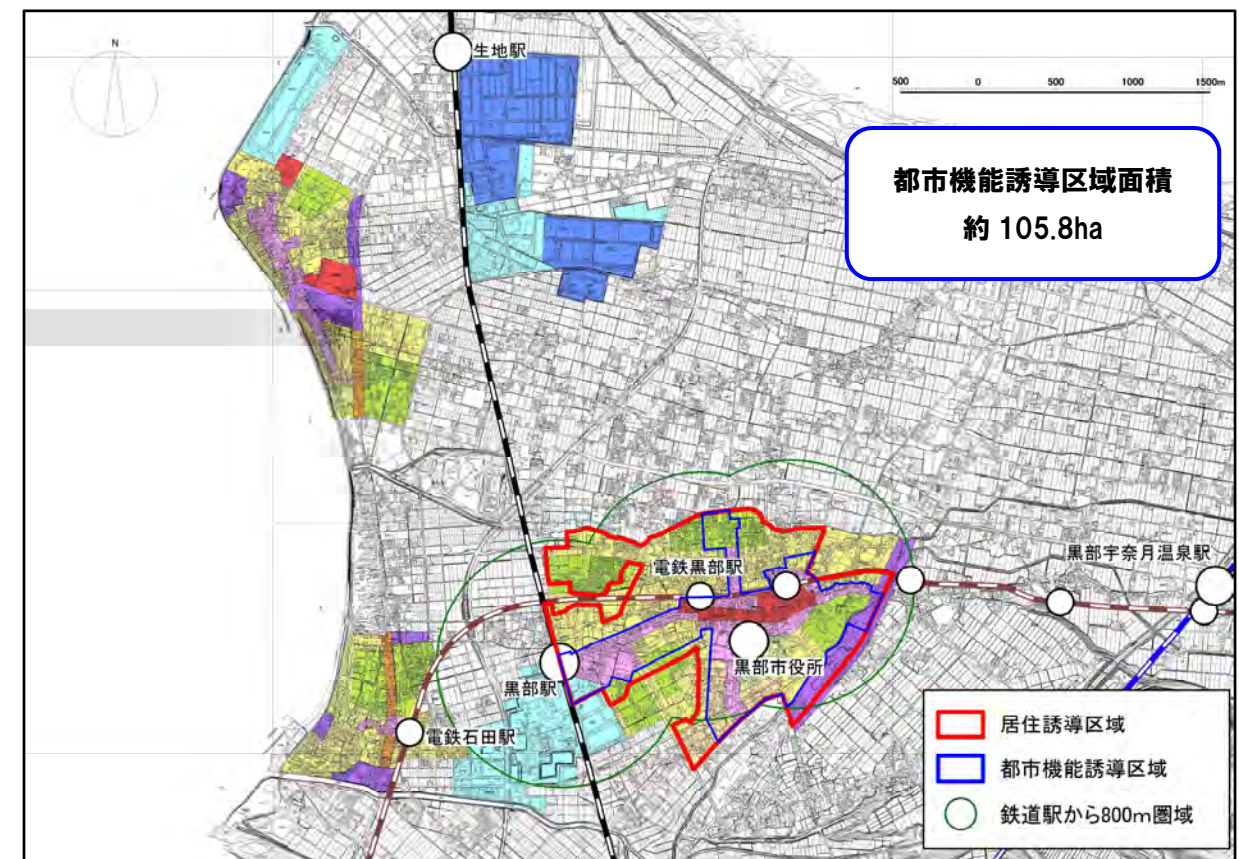 N
生地駅
500
0
500
1000
1500m
都市機能誘導区域面積
約 105.8ha
黒部宇奈月温泉駅
電鉄黒部駅
黒部市役所
黒部駅
電鉄石田駅
居住誘導区域
都市機能誘導区域
鉄道駅から800m圏域